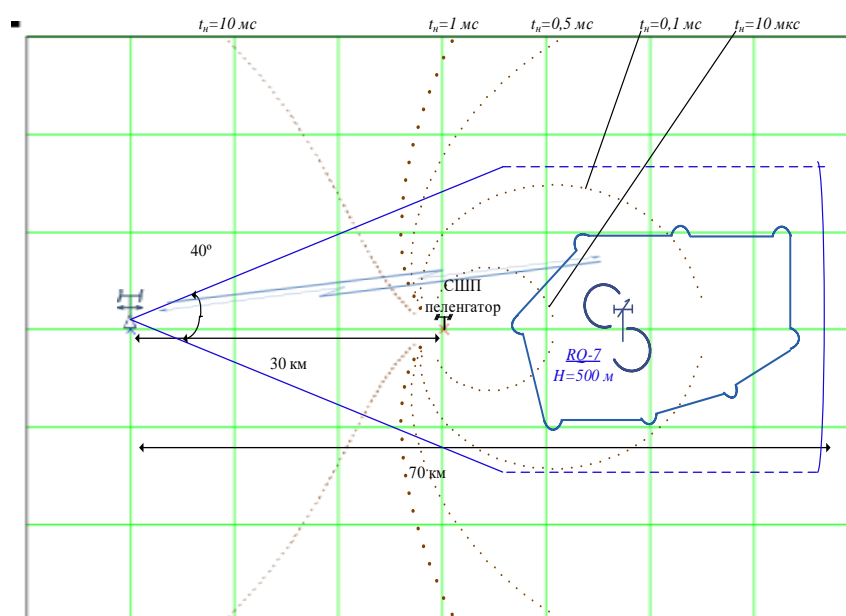 tн=10 мс
tн=1 мс
tн=0,5 мс
tн=0,1 мс
tн=10 мкс
40º
СШП
пеленгатор
30 км
RQ-7
H=500 м
70 км